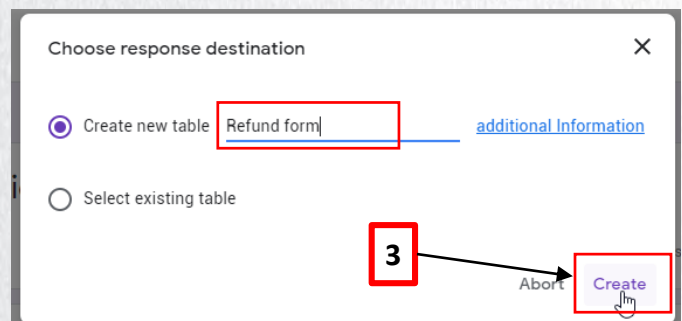 Choose response destination
Create new table Refund form additional Information
Select existing table
3
Abort Create